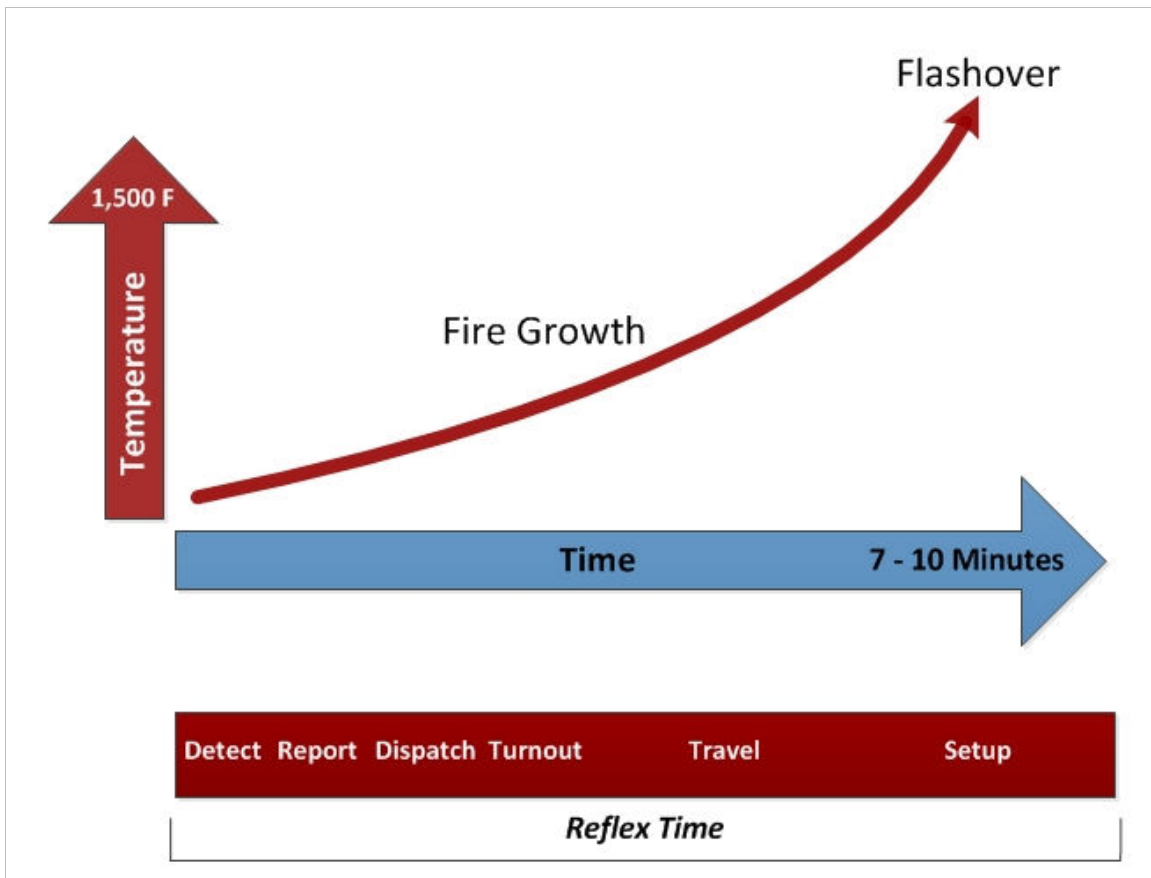 Flashover
1,500 F
Temperature
Fire Growth
Time
7 - 10 Minutes
Detect Report Dispatch Turnout Travel Setup
Reflex Time